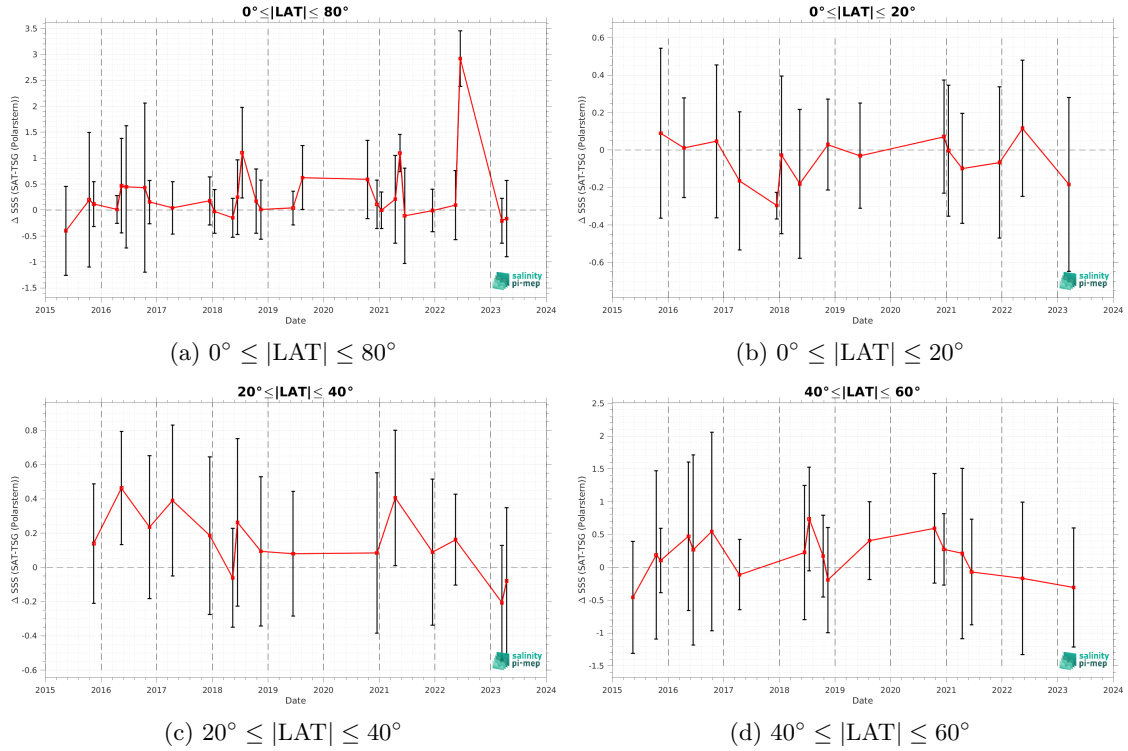 0°≤|LAT|≤ 80°
Δ SSS (SAT-TSG (Polarstern))
3.5
3
2.5
2
1.5
1
0.5
0
-0.5
-1
-1.5
2015 2016 2017 2018 2019 2020 2021 2022 2023 2024
Date
salinity
pi-mep
(a) 0° ≤ |LAT| ≤ 80°
0°≤|LAT|≤ 20°
Δ SSS (SAT-TSG (Polarstern))
0.6
0.4
0.2
0
-0.2
-0.4
-0.6
2015 2016 2017 2018 2019 2020 2021 2022 2023 2024
Date
salinity
pi-mep
(b) 0° ≤ |LAT| ≤ 20°
20°≤|LAT|≤ 40°
Δ SSS (SAT-TSG (Polarstern))
0.8
0.6
0.4
0.2
0
-0.2
-0.4
-0.6
2015 2016 2017 2018 2019 2020 2021 2022 2023 2024
Date
salinity
pi-mep
(c) 20° ≤ |LAT| ≤ 40°
40°≤|LAT|≤ 60°
Δ SSS (SAT-TSG (Polarstern))
2.5
2
1.5
1
0.5
0
-0.5
-1
-1.5
2015 2016 2017 2018 2019 2020 2021 2022 2023 2024
Date
salinity
pi-mep
(d) 40° ≤ |LAT| ≤ 60°